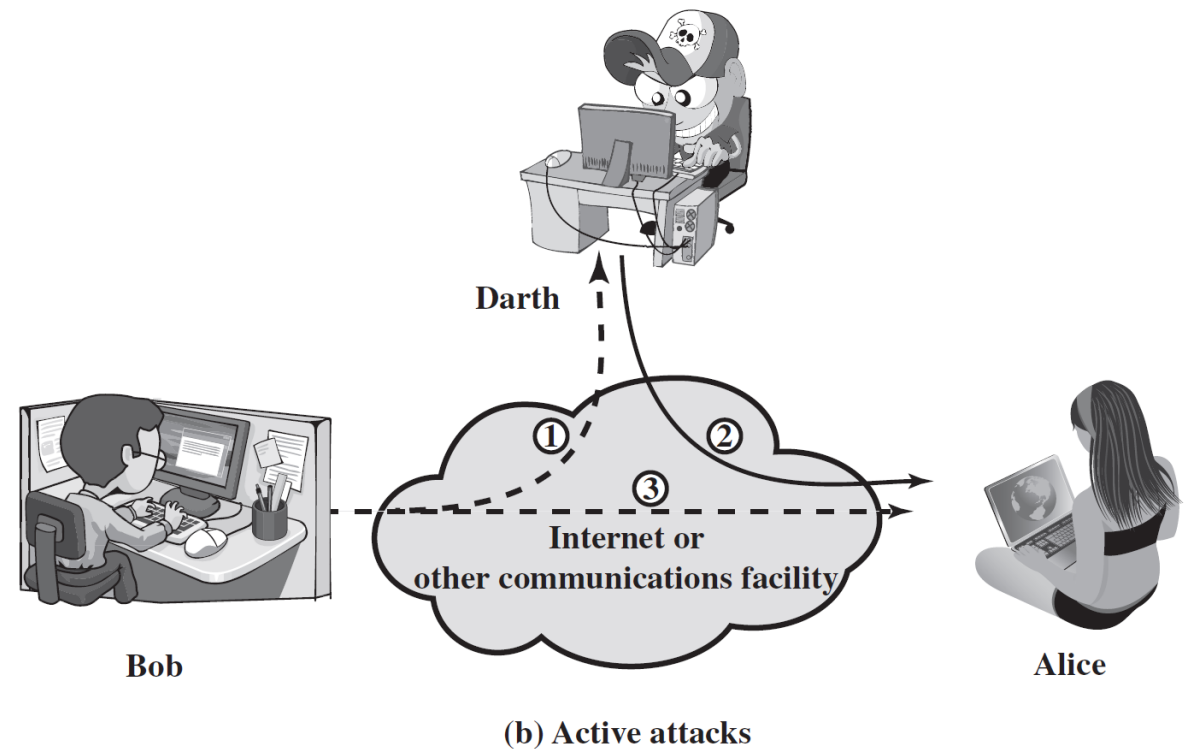 Darth
①
②
③
Internet or
other communications facility
Bob
Alice
(b) Active attacks